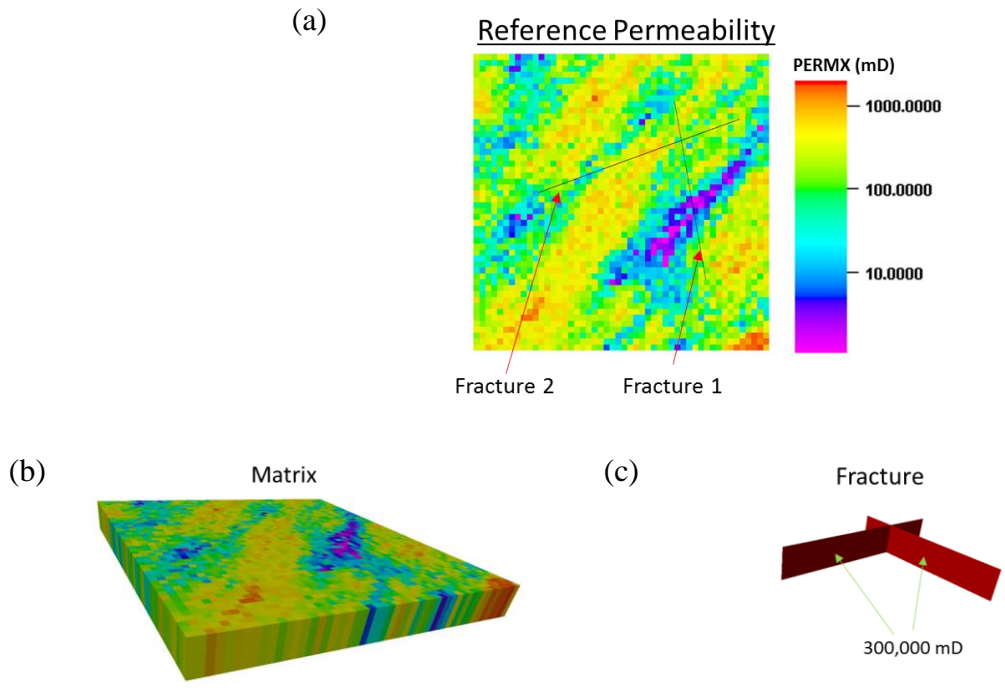 (a)
Reference Permeability
PERMX (mD)
1000.0000
100.0000
10.0000
Fracture 2
Fracture 1
(b)
Matrix
(c)
Fracture
300,000 mD